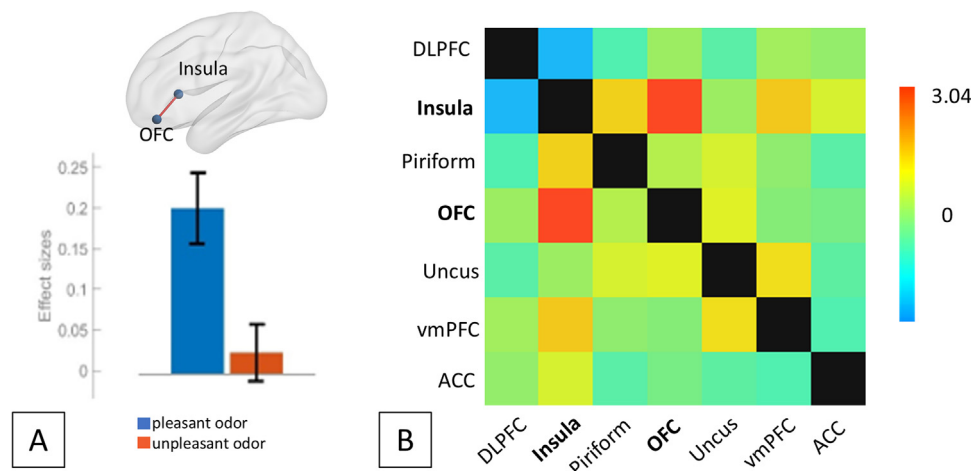 Insula
OFC
0.25
0.2
0.15
0.1
0.05
0
Effect sizes
pleasant odor
unpleasant odor
A
DLPFC
Insula
Piriform
OFC
Uncus
vmPFC
ACC
DLPFC
Insula
Piriform
OFC
Uncus
vmPFC
ACC
3.04
0
B